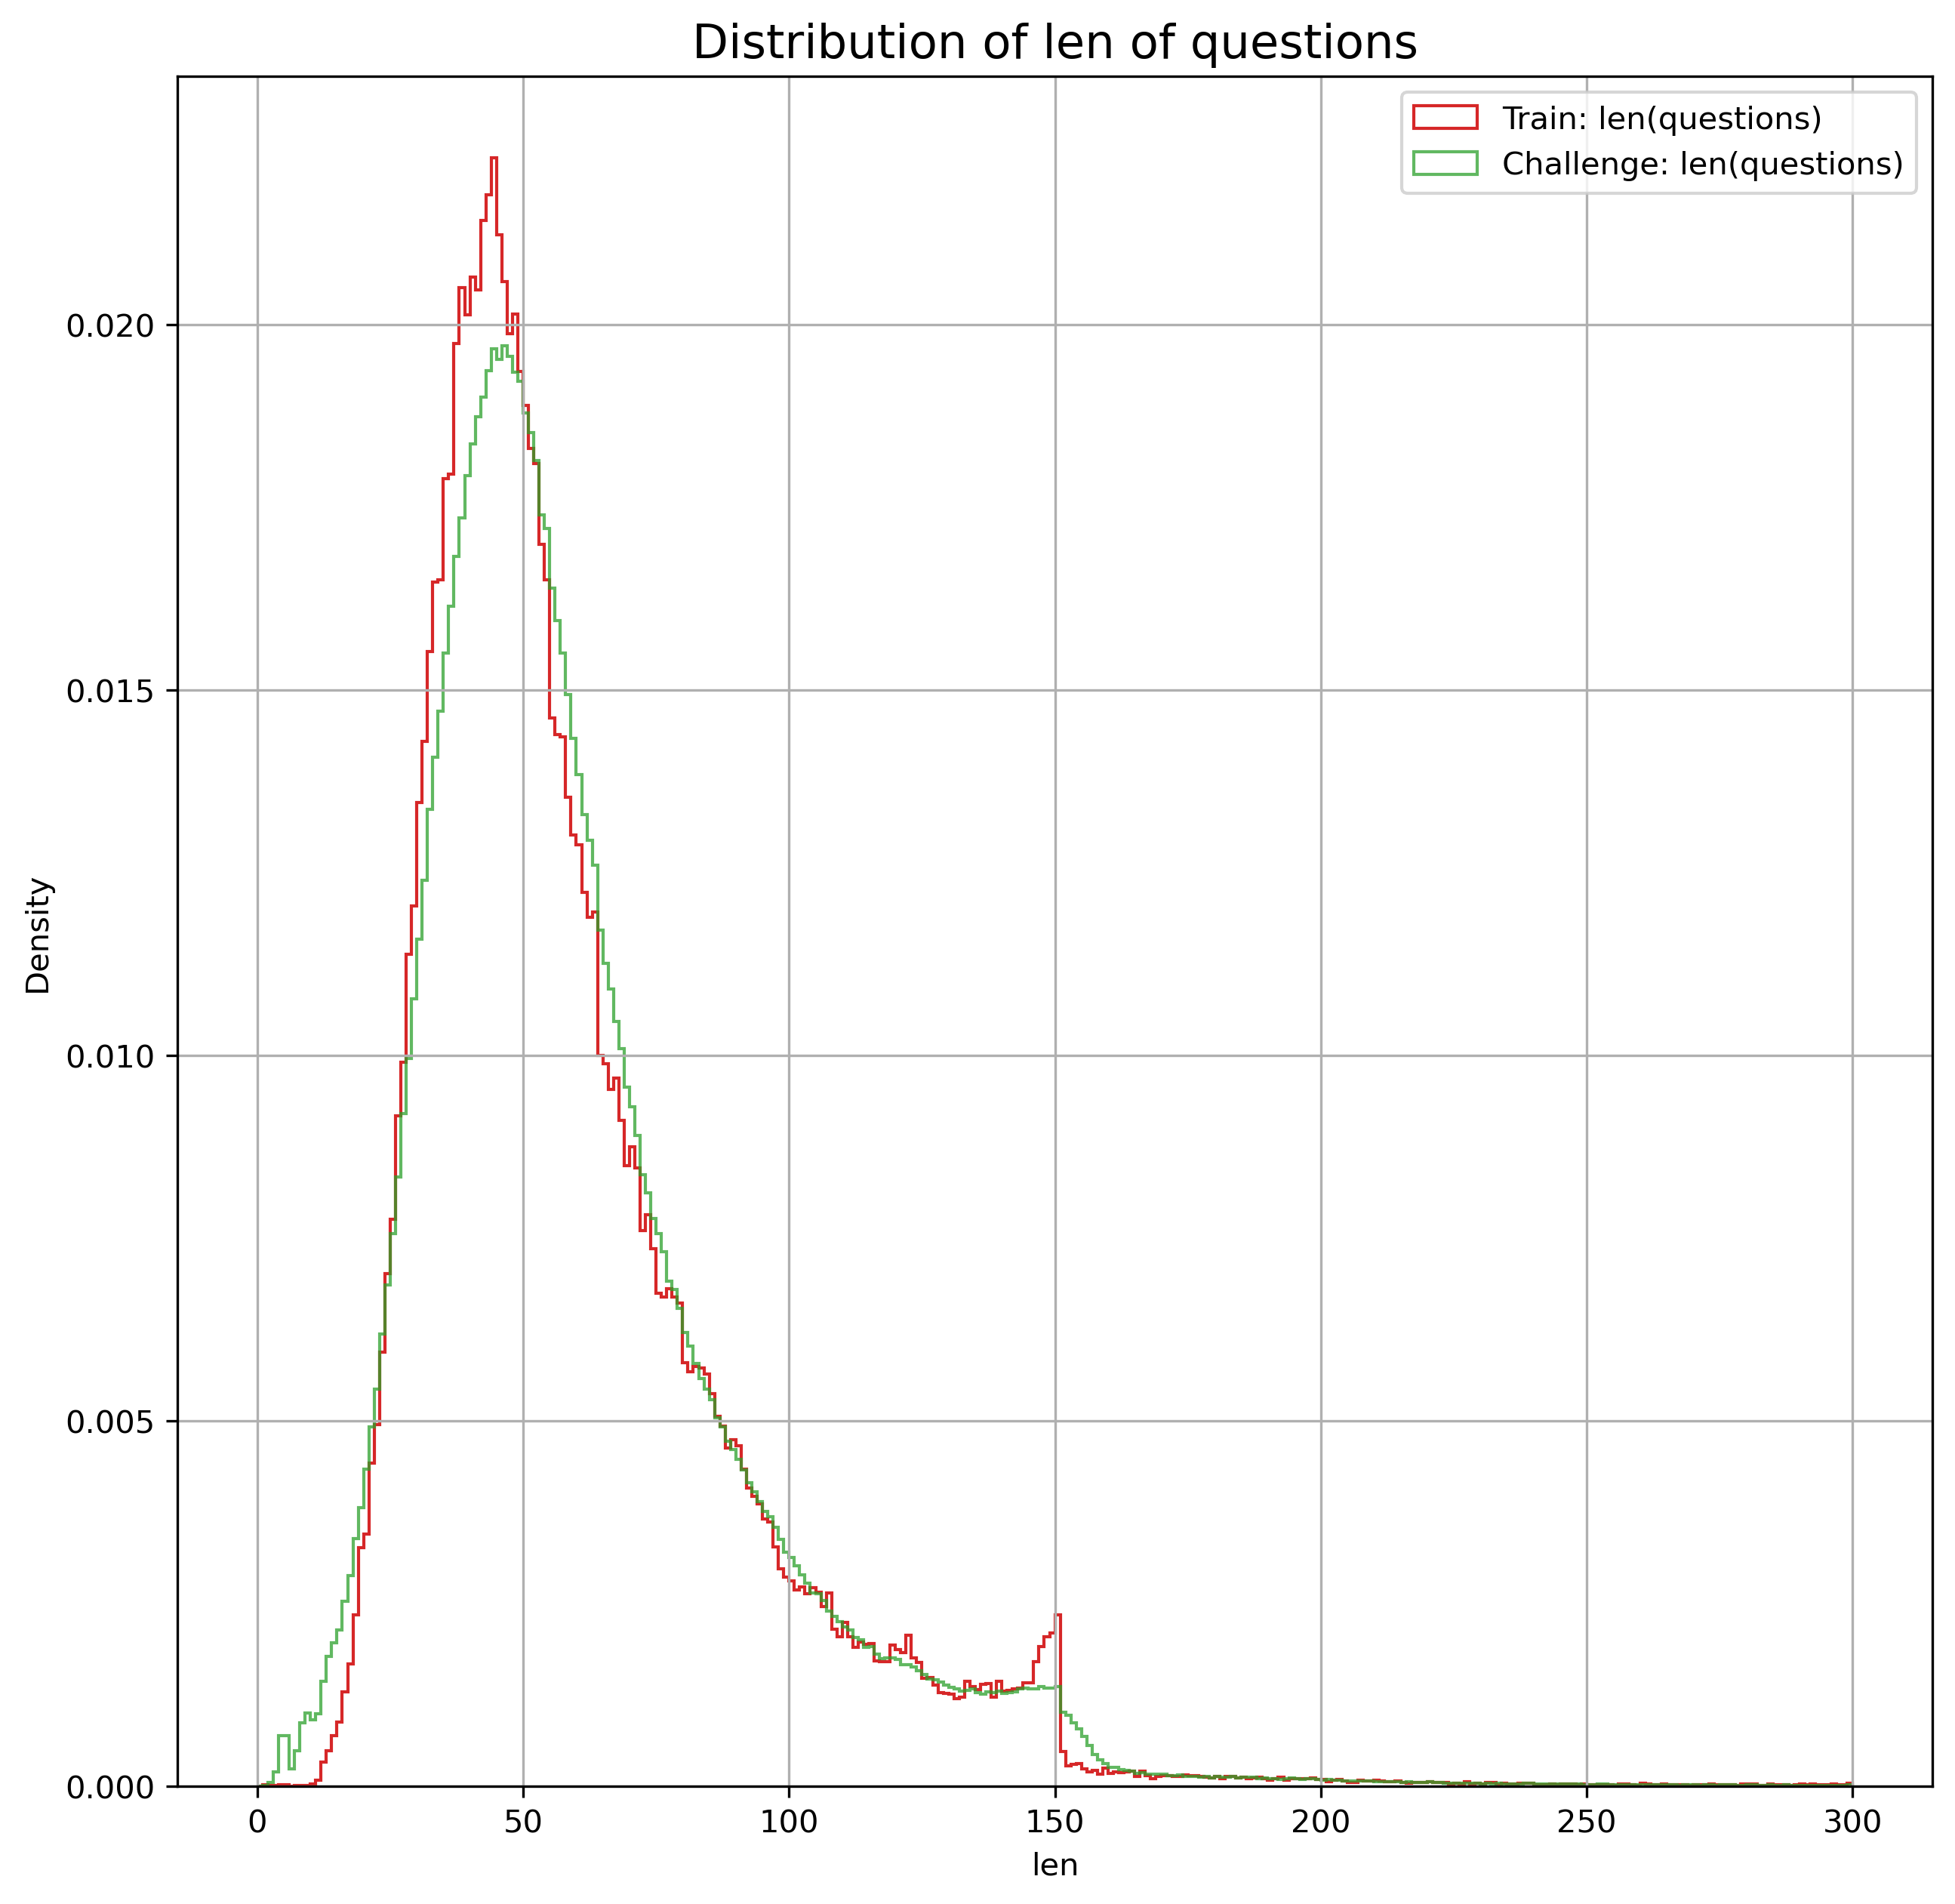 Distribution of len of questions
Train: len(questions)
Challenge: len(questions)
0.020
0.015
0.010
0.005
0.000
Density
0 50 100 150 200 250 300
len